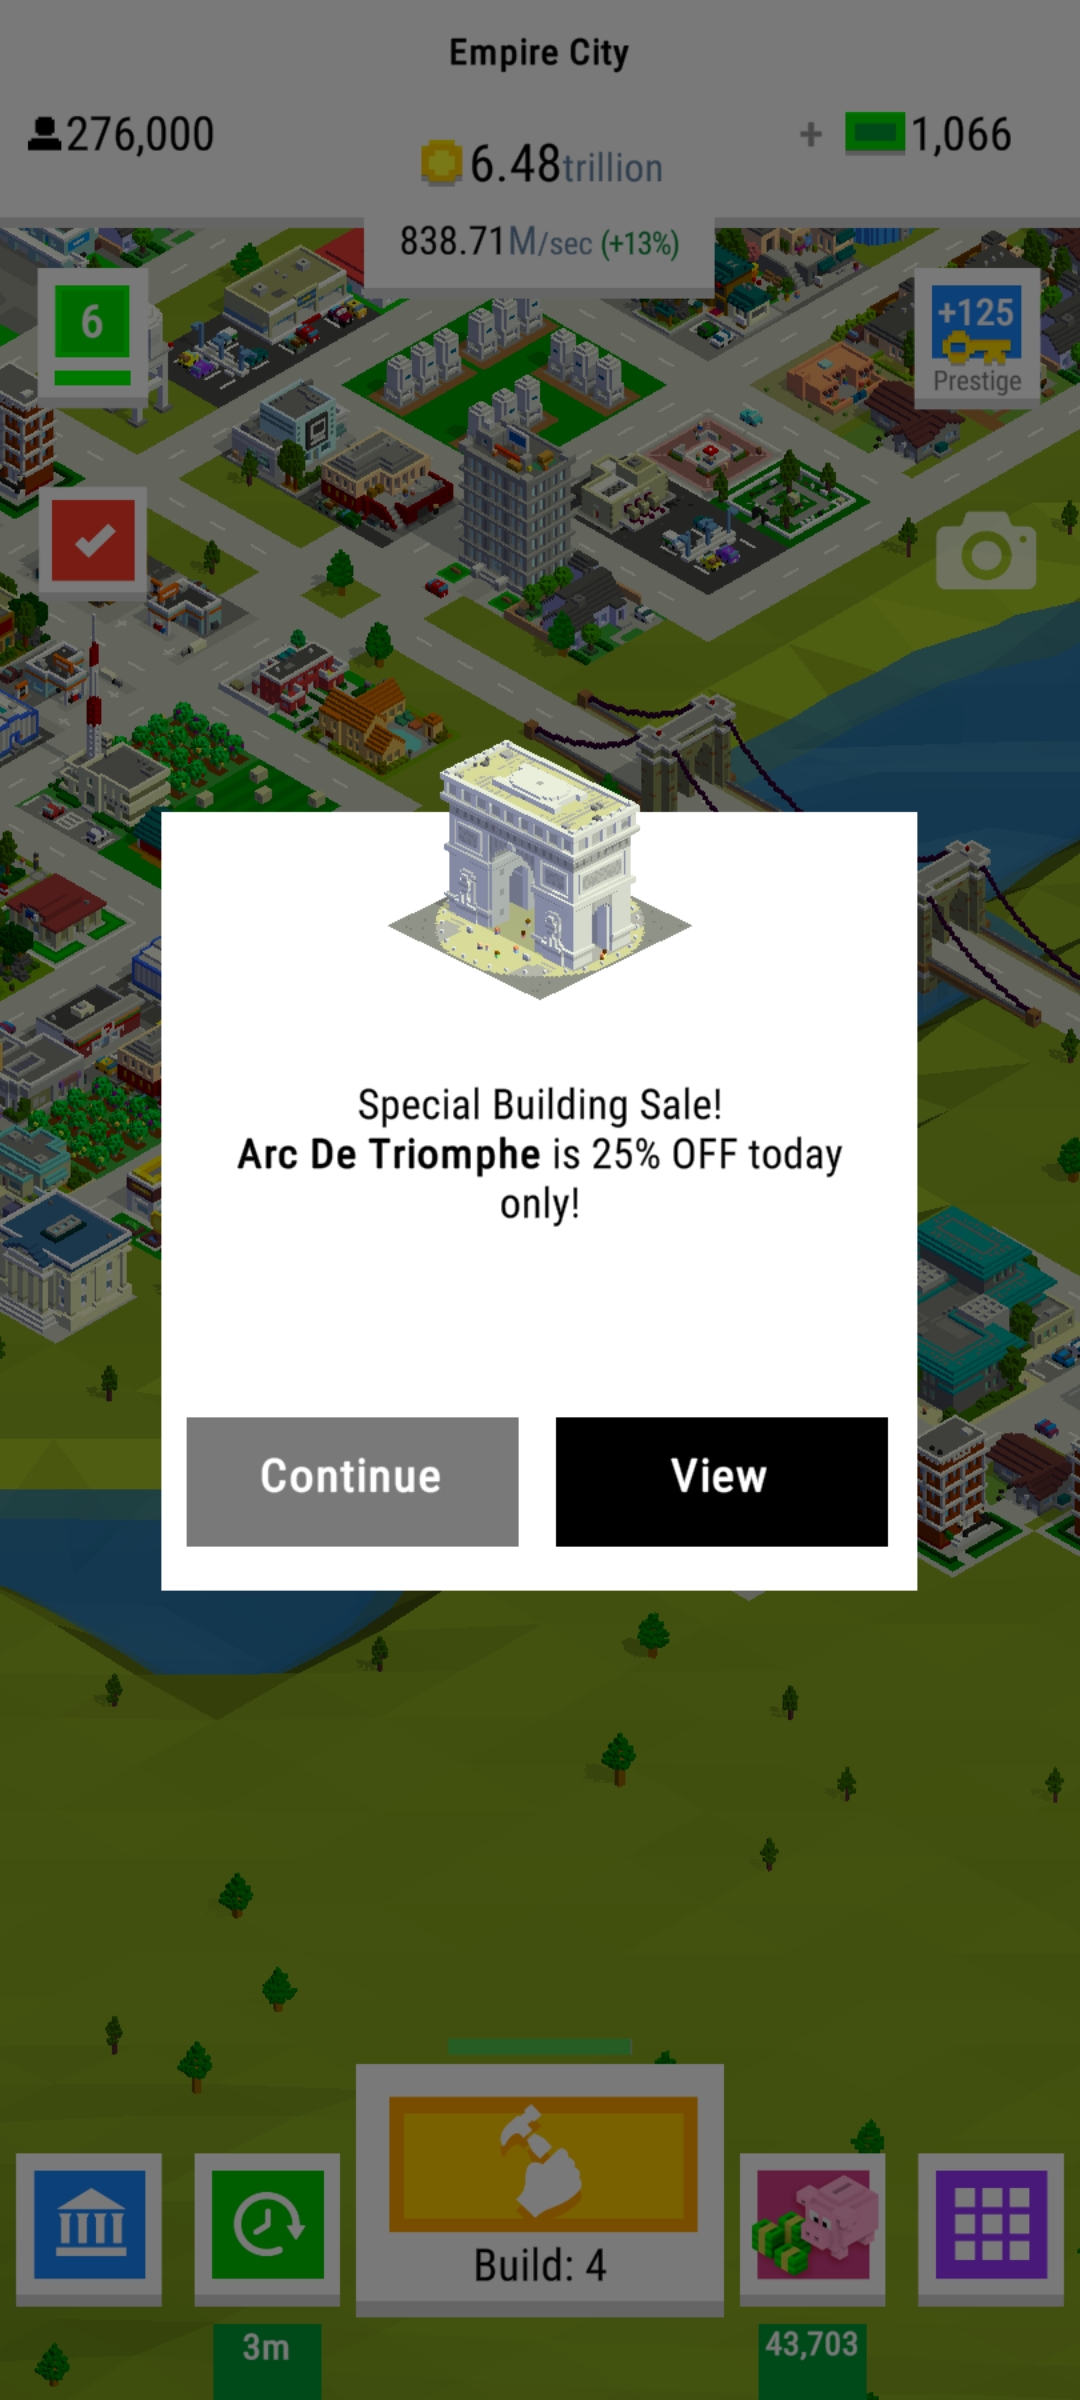 Empire City
276,000
6.48trillion
+ 1,066
838.71M/sec (+13%)
6
+125
Prestige
Special Building Sale!
Arc De Triomphe is 25% OFF today
only!
Continue
View
Build: 4
3m
43,703